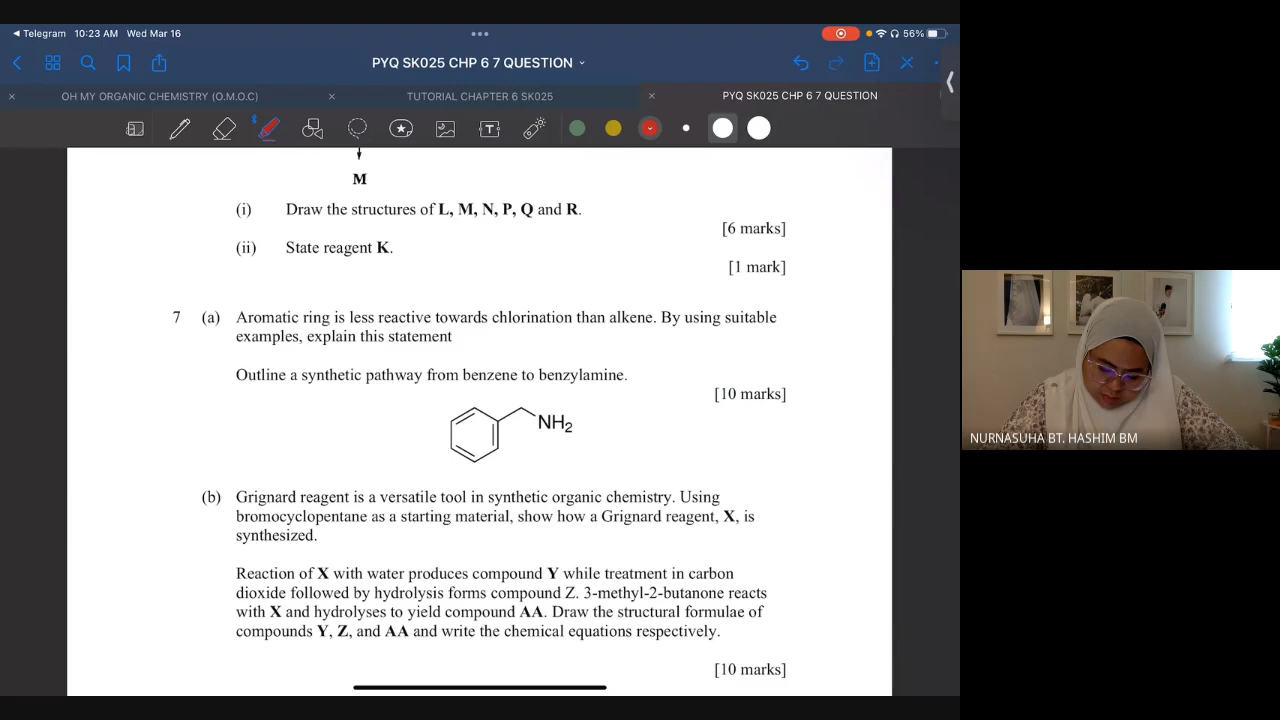 Telegram 10:23 AM Wed Mar 16 56%
PYQ SK025 CHP 6 7 QUESTION
OH MY ORGANIC CHEMISTRY (O.M.O.C) TUTORIAL CHAPTER 6 SK025 PYQ SK025 CHP 6 7 QUESTION
M
(i) Draw the structures of L, M, N, P, Q and R.
[6 marks]
(ii) State reagent K.
[1 mark]
7 (a) Aromatic ring is less reactive towards chlorination than alkene. By using suitable
examples, explain this statement
Outline a synthetic pathway from benzene to benzylamine.
[10 marks]
NH2
(b) Grignard reagent is a versatile tool in synthetic organic chemistry. Using
bromocyclopentane as a starting material, show how a Grignard reagent, X, is
synthesized.
Reaction of X with water produces compound Y while treatment in carbon
dioxide followed by hydrolysis forms compound Z. 3-methyl-2-butanone reacts
with X and hydrolyses to yield compound AA. Draw the structural formulae of
compounds Y, Z, and AA and write the chemical equations respectively.
[10 marks]
NURNASUHA BT. HASHIM BM